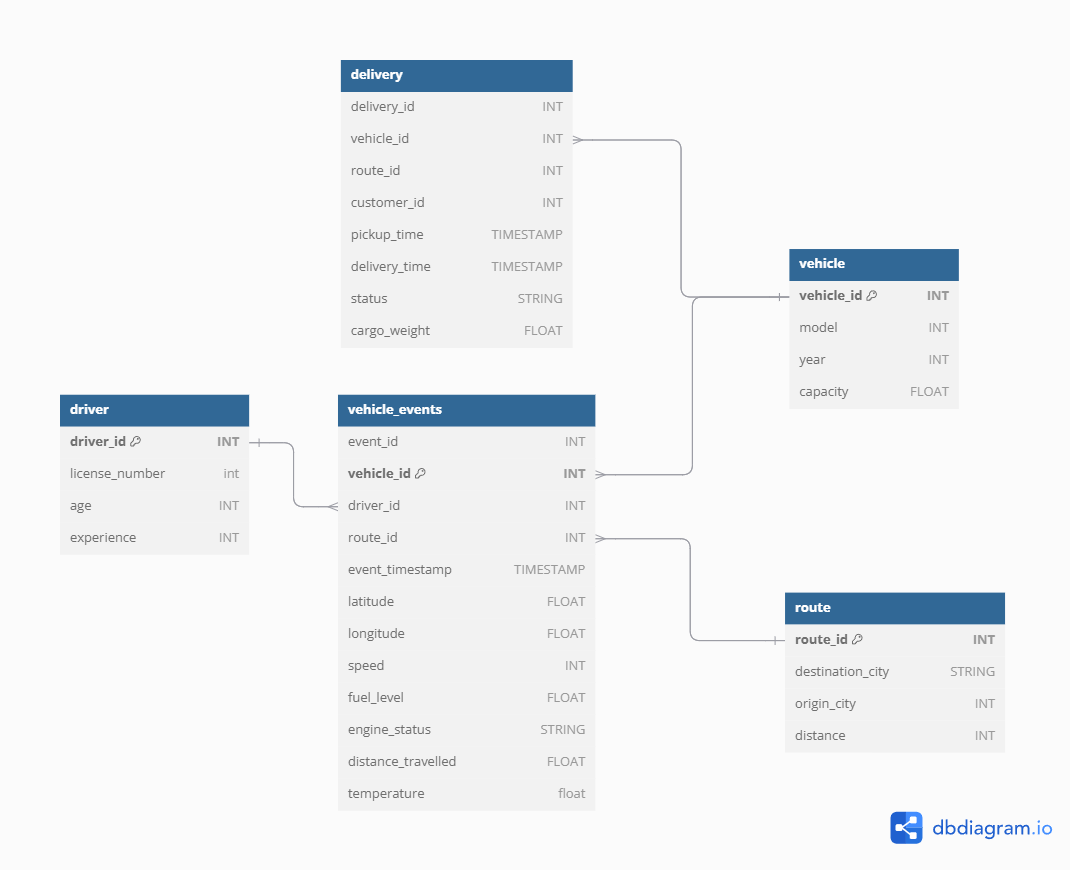 delivery
delivery_id INT
vehicle_id INT
route_id INT
customer_id INT
pickup_time TIMESTAMP
delivery_time TIMESTAMP
status STRING
cargo_weight FLOAT
vehicle
vehicle_id INT
model INT
year INT
capacity FLOAT
driver
driver_id INT
license_number int
age INT
experience INT
vehicle_events
event_id INT
vehicle_id INT
driver_id INT
route_id INT
event_timestamp TIMESTAMP
latitude FLOAT
longitude FLOAT
speed INT
fuel_level FLOAT
engine_status STRING
distance_travelled FLOAT
temperature float
route
route_id INT
destination_city STRING
origin_city INT
distance INT
dbdiagram.io